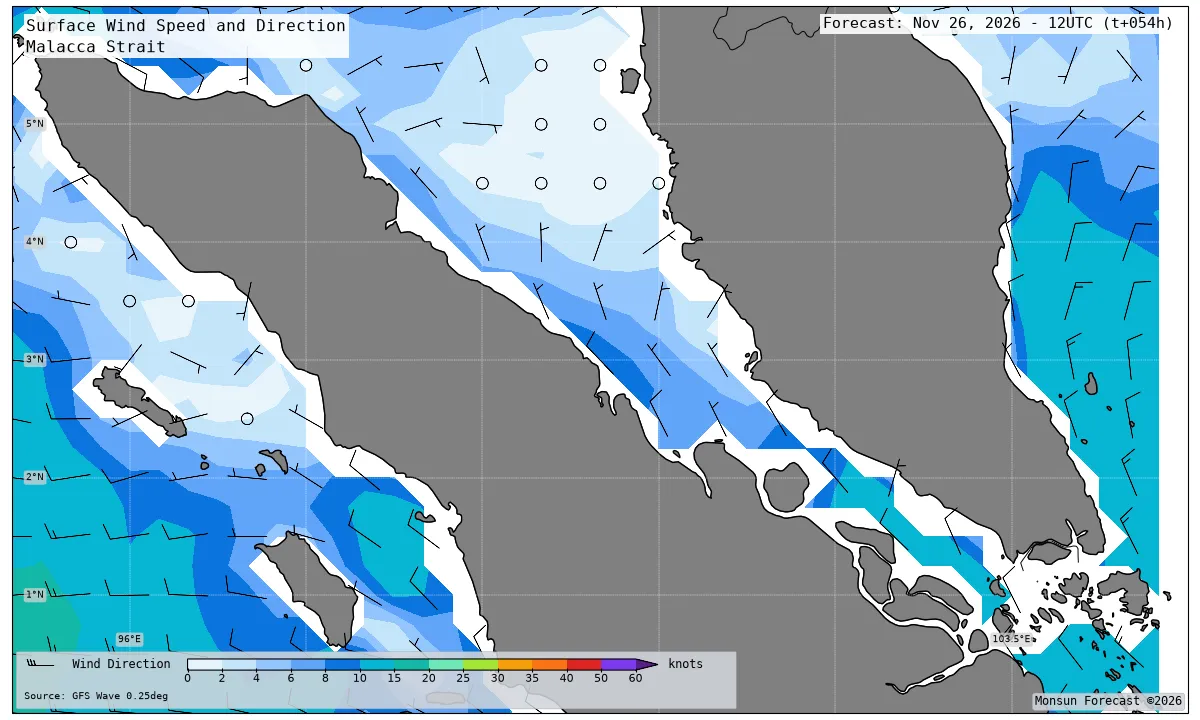 Surface Wind Speed and Direction
Malacca Strait
Forecast: Nov 26, 2026 - 12UTC (t+054h)
5°N
4°N
3°N
2°N
1°N
96°E
103.5°E
Wind Direction
knots
0 2 4 6 8 10 15 20 25 30 35 40 50 60
Source: GFS Wave 0.25deg
Monsun Forecast ©2026